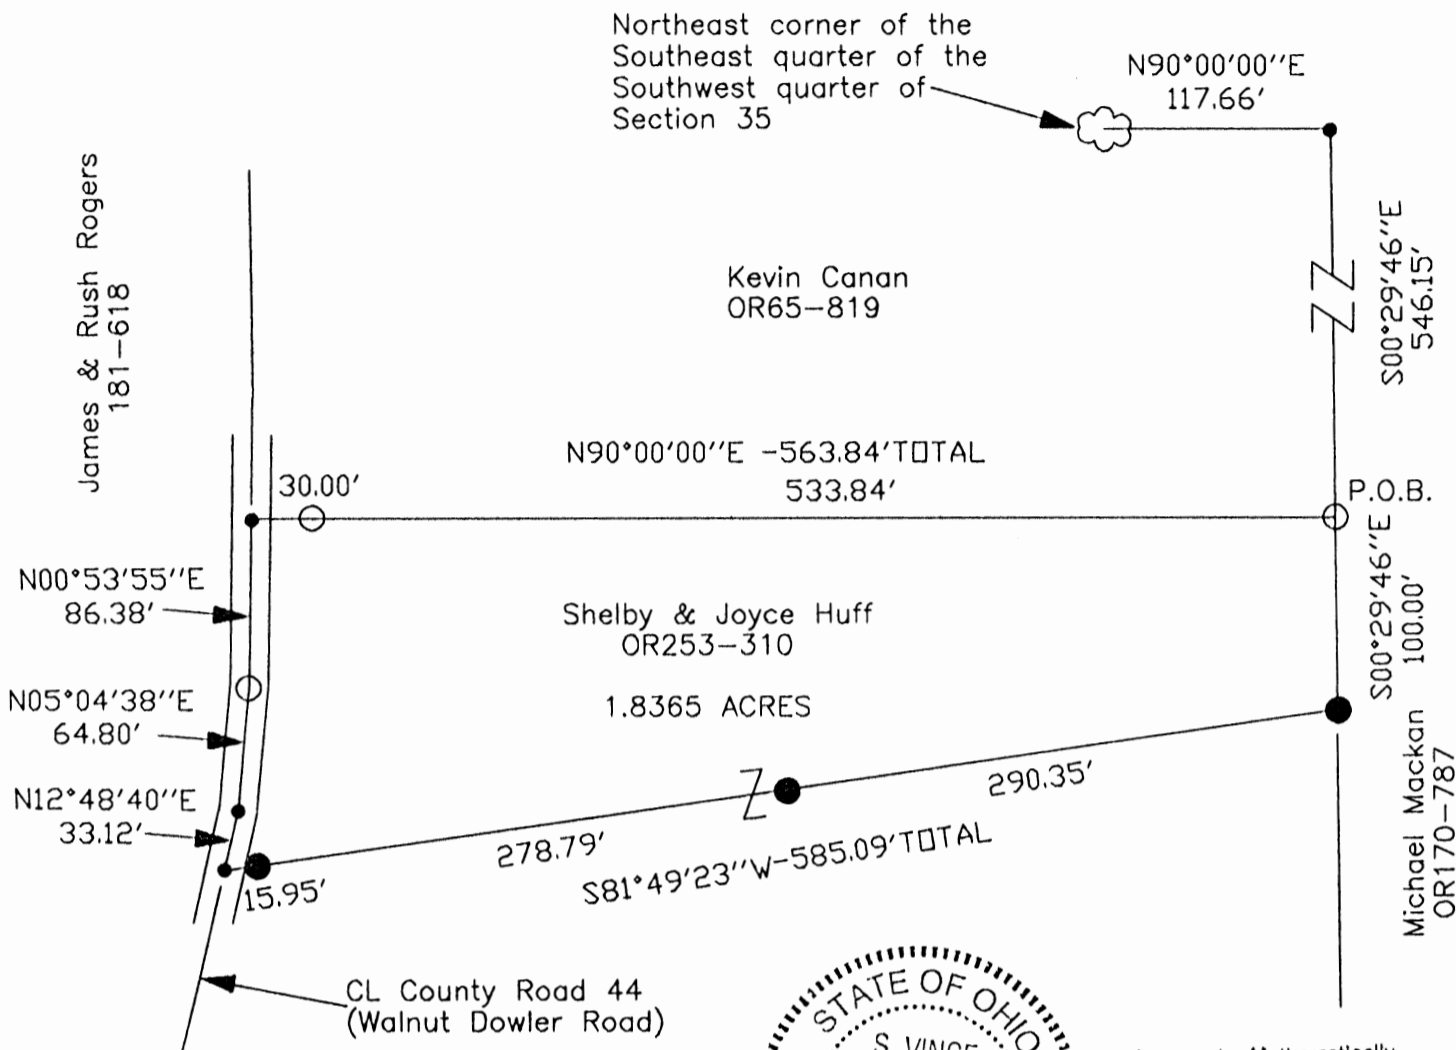 Northeast corner of the
Southeast quarter of the
Southwest quarter of
Section 35
N90°00'00''E
117.66'
S00°29'46''E
546.15'
James & Rush Rogers
181-618
Kevin Canan
OR65-819
N90°00'00''E -563.84'TOTAL
30.00'
533.84'
P.O.B.
S00°29'46''E
100.00'
N00°53'55''E
86.38'
Shelby & Joyce Huff
OR253-310
1.8365 ACRES
N05°04'38''E
64.80'
N12°48'40''E
33.12'
290.35'
278.79'
S81°49'23''W-585.09'TOTAL
15.95'
Michael Mackan
OR170-787
CL County Road 44
(Walnut Dowler Road)
STATE OF OHIO